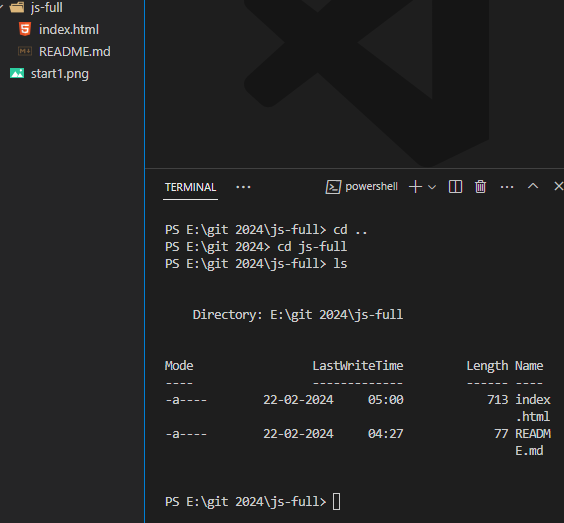 js-full
index.html
README.md
start1.png
TERMINAL
powershell
PS E:\git 2024\js-full> cd ..
PS E:\git 2024> cd js-full
PS E:\git 2024\js-full> ls
Directory: E:\git 2024\js-full
Mode LastWriteTime Length Name
---- ------------- ------ ----
-a---- 22-02-2024 05:00 713 index
.html
-a---- 22-02-2024 04:27 77 READM
E.md
PS E:\git 2024\js-full>